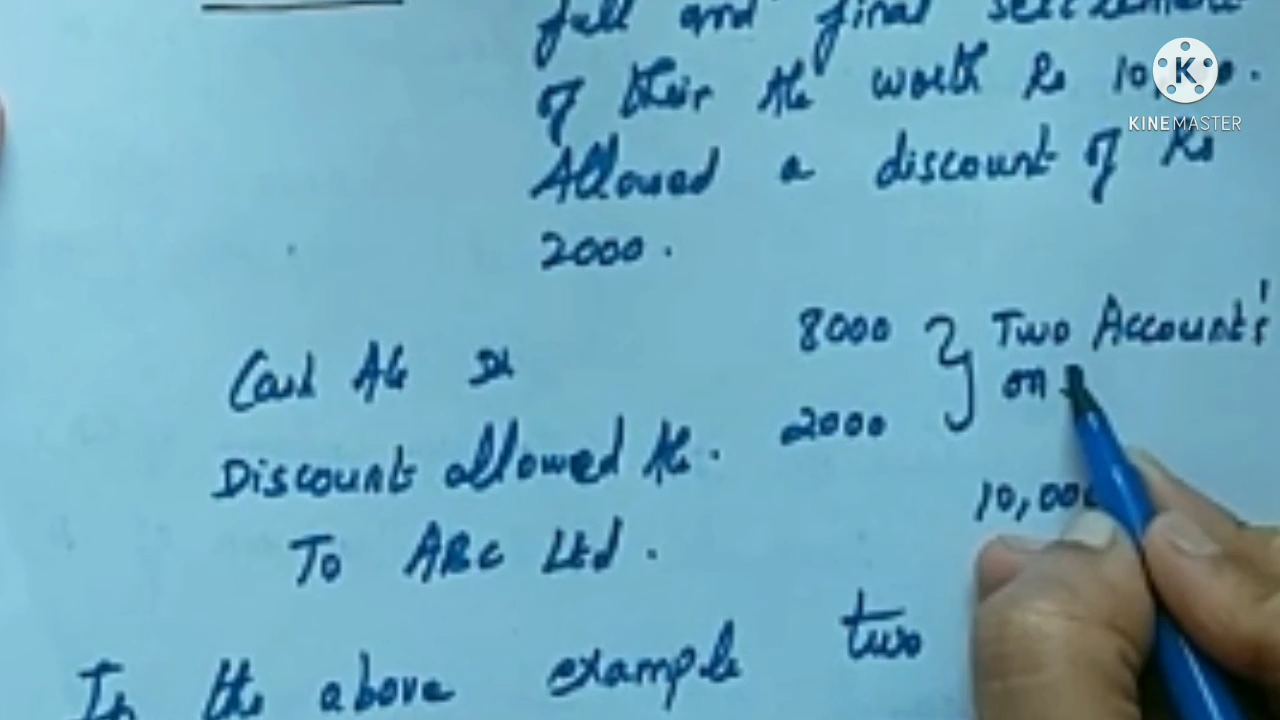 full and final settlement
of their A/c worth Rs 10,000.
Allowed a discount of Rs
2000.
Cash A/c Dr 8000 } Two Accounts
on
Discount allowed A/c. 2000
10,000
To ABC Ltd.
In the above example two
K
KINEMASTER